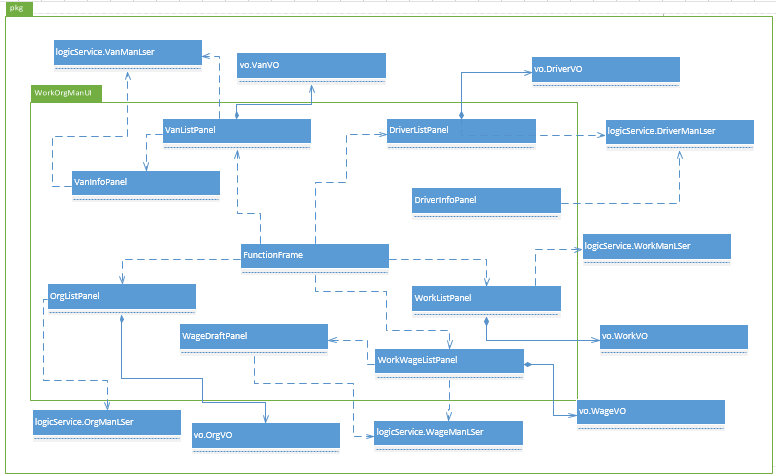 pkg
logicService.VanManLser
vo.VanVO
vo.DriverVO
WorkOrgManUI
VanListPanel
DriverListPanel
logicService.DriverManLser
VanInfoPanel
DriverInfoPanel
logicService.WorkManLSer
FunctionFrame
OrgListPanel
WorkListPanel
WageDraftPanel
vo.WorkVO
WorkWageListPanel
vo.WageVO
logicService.OrgManLSer
vo.OrgVO
logicService.WageManLSer